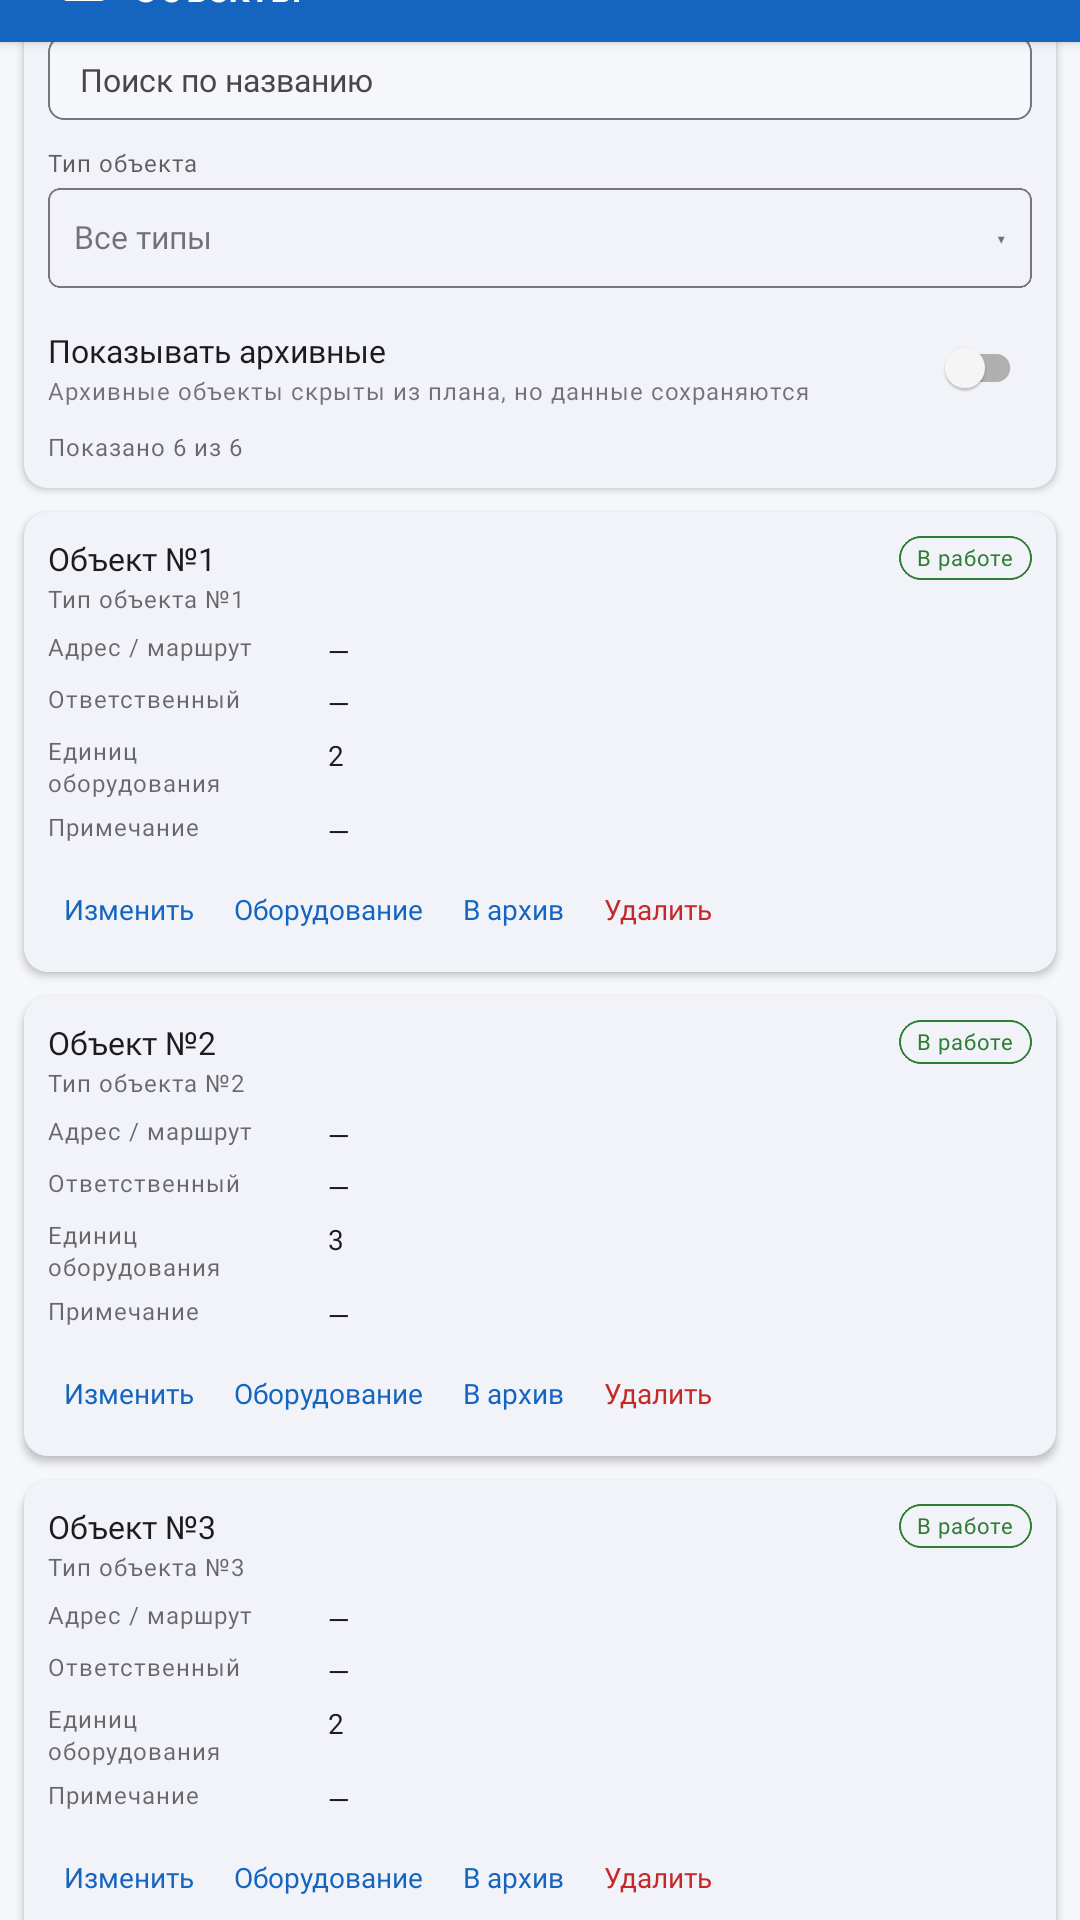 Поиск по названию
Тип объекта
Все типы
Показывать архивные
Архивные объекты скрыты из плана, но данные сохраняются
Показано 6 из 6
Объект №1
В работе
Тип объекта №1
Адрес / маршрут —
Ответственный —
Единиц 2
оборудования
Примечание —
Изменить Оборудование В архив Удалить
Объект №2
В работе
Тип объекта №2
Адрес / маршрут —
Ответственный —
Единиц 3
оборудования
Примечание —
Изменить Оборудование В архив Удалить
Объект №3
В работе
Тип объекта №3
Адрес / маршрут —
Ответственный —
Единиц 2
оборудования
Примечание —
Изменить Оборудование В архив Удалить